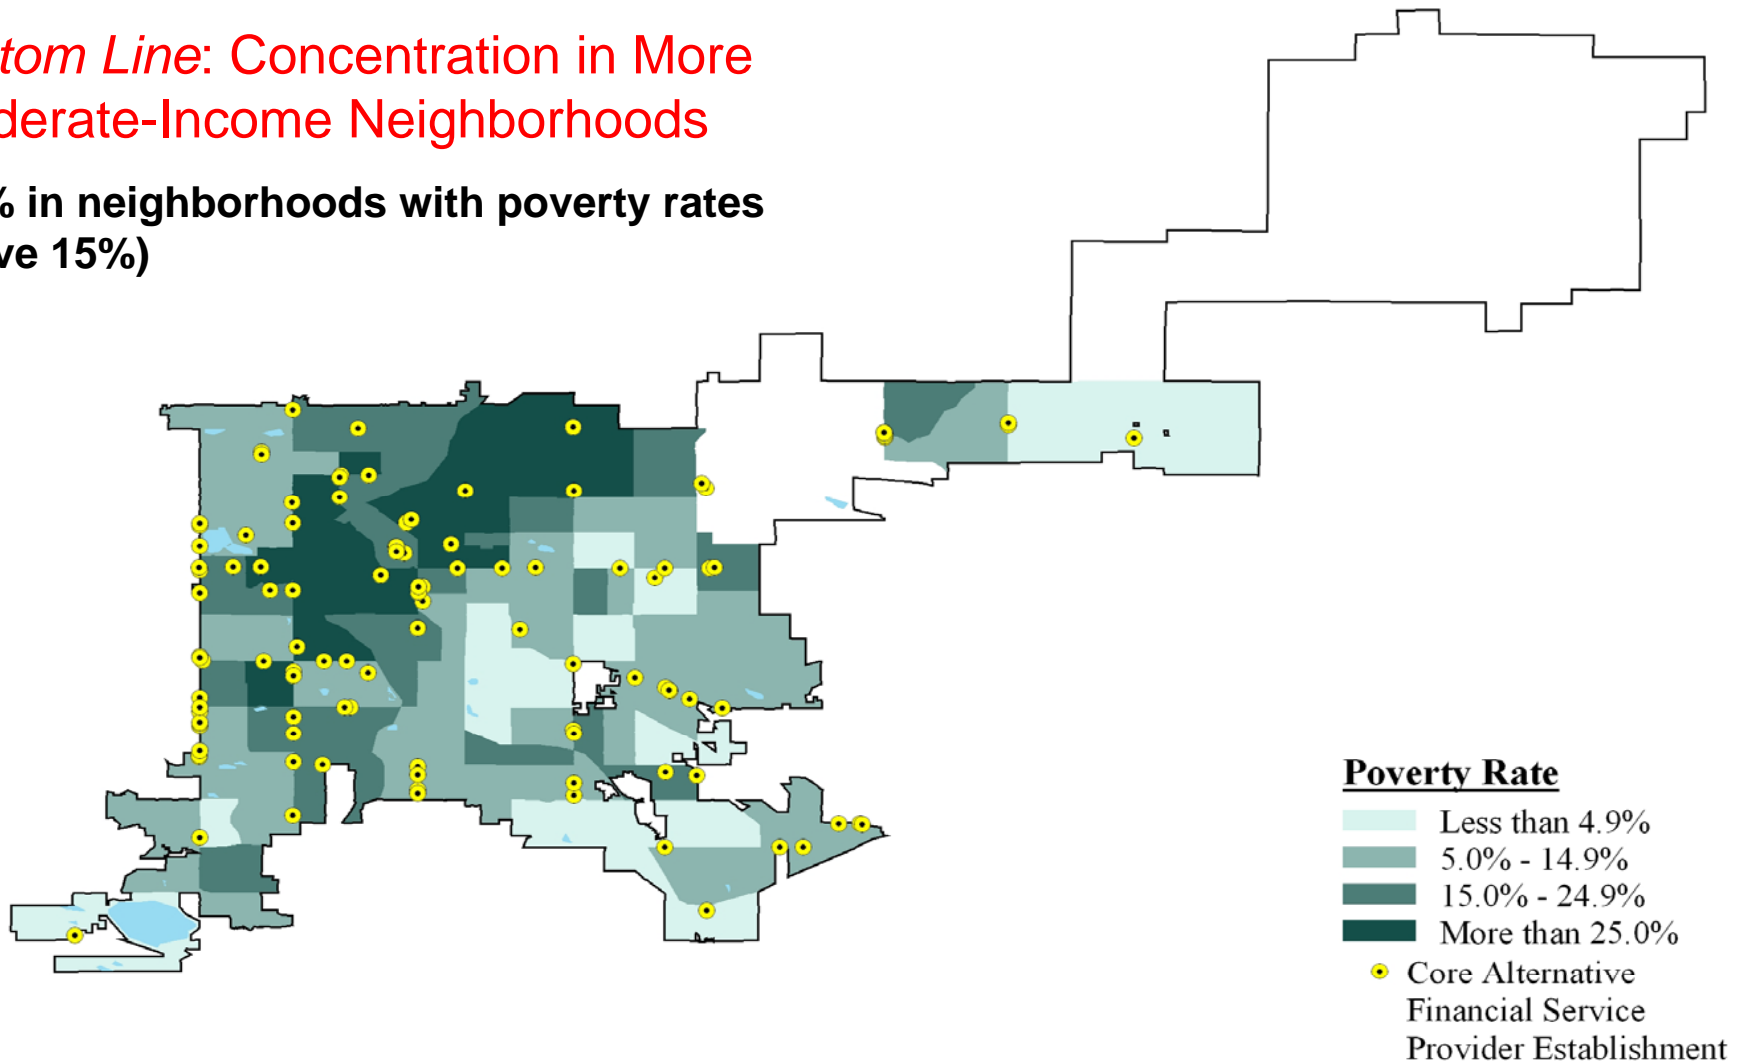 tom Line: Concentration in More
derate-Income Neighborhoods
% in neighborhoods with poverty rates
ve 15%)
Poverty Rate
Less than 4.9%
5.0% - 14.9%
15.0% - 24.9%
More than 25.0%
Core Alternative
Financial Service
Provider Establishment